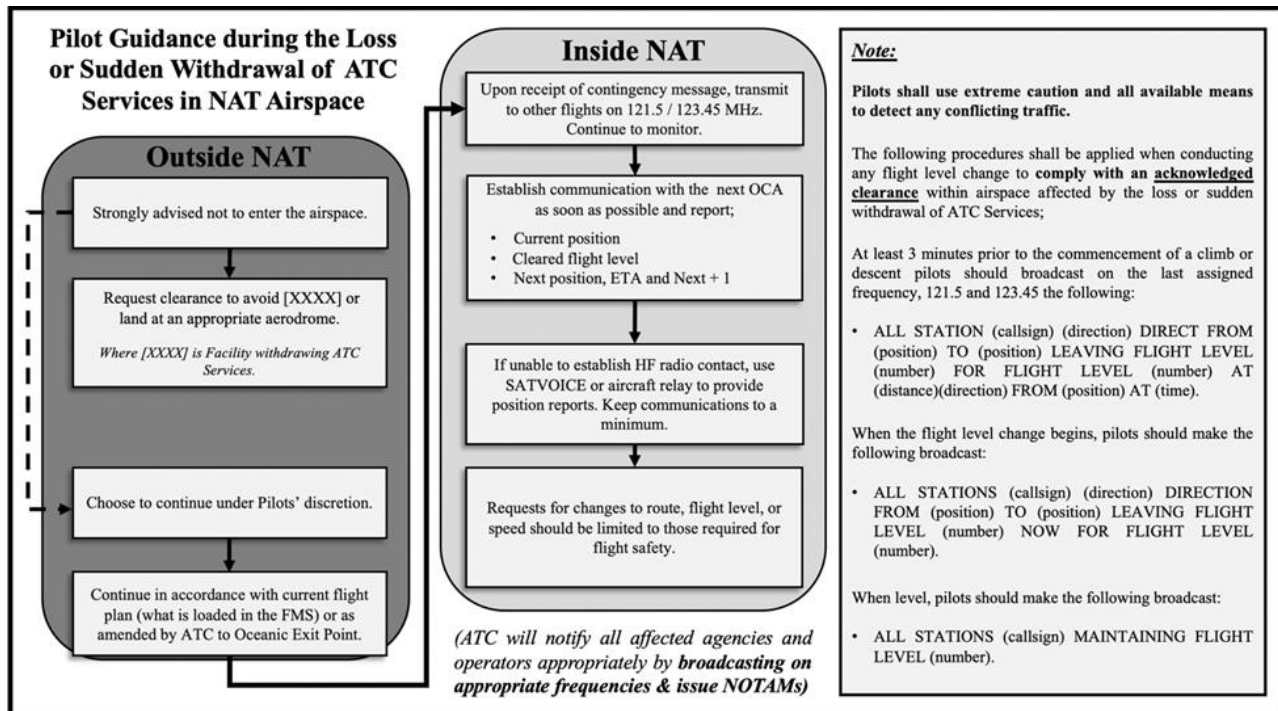 Pilot Guidance during the Loss
or Sudden Withdrawal of ATC
Services in NAT Airspace
Outside NAT
Strongly advised not to enter the airspace.
Request clearance to avoid [XXXX] or
land at an appropriate aerodrome.
Where [XXXX] is Facility withdrawing ATC
Services.
Choose to continue under Pilots’ discretion.
Continue in accordance with current flight
plan (what is loaded in the FMS) or as
amended by ATC to Oceanic Exit Point.
Inside NAT
Upon receipt of contingency message, transmit
to other flights on 121.5 / 123.45 MHz.
Continue to monitor.
Establish communication with the next OCA
as soon as possible and report;
• Current position
• Cleared flight level
• Next position, ETA and Next + 1
If unable to establish HF radio contact, use
SATVOICE or aircraft relay to provide
position reports. Keep communications to a
minimum.
Requests for changes to route, flight level, or
speed should be limited to those required for
flight safety.
(ATC will notify all affected agencies and
operators appropriately by broadcasting on
appropriate frequencies & issue NOTAMs)
Note:
Pilots shall use extreme caution and all available means
to detect any conflicting traffic.
The following procedures shall be applied when conducting
any flight level change to comply with an acknowledged
clearance within airspace affected by the loss or sudden
withdrawal of ATC Services;
At least 3 minutes prior to the commencement of a climb or
descent pilots should broadcast on the last assigned
frequency, 121.5 and 123.45 the following:
• ALL STATION (callsign) (direction) DIRECT FROM
(position) TO (position) LEAVING FLIGHT LEVEL
(number) FOR FLIGHT LEVEL (number) AT
(distance)(direction) FROM (position) AT (time).
When the flight level change begins, pilots should make the
following broadcast:
• ALL STATIONS (callsign) (direction) DIRECTION
FROM (position) TO (position) LEAVING FLIGHT
LEVEL (number) NOW FOR FLIGHT LEVEL
(number).
When level, pilots should make the following broadcast:
• ALL STATIONS (callsign) MAINTAINING FLIGHT
LEVEL (number).